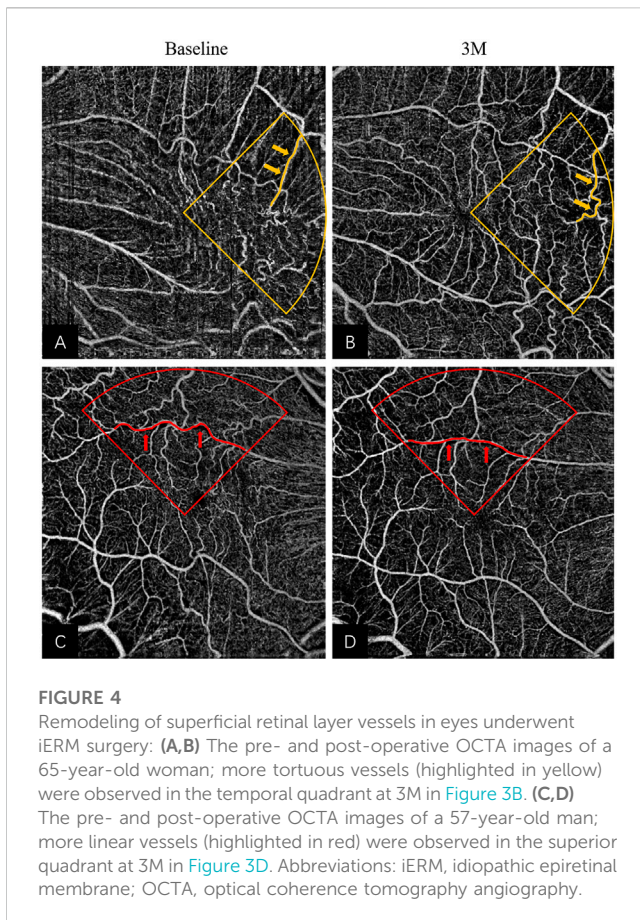 Baseline
3M
A
B
C
D
FIGURE 4
Remodeling of superficial retinal layer vessels in eyes underwent
iERM surgery: (A,B) The pre- and post-operative OCTA images of a
65-year-old woman; more tortuous vessels (highlighted in yellow)
were observed in the temporal quadrant at 3M in Figure 3B. (C,D)
The pre- and post-operative OCTA images of a 57-year-old man;
more linear vessels (highlighted in red) were observed in the superior
quadrant at 3M in Figure 3D. Abbreviations: iERM, idiopathic epiretinal
membrane; OCTA, optical coherence tomography angiography.